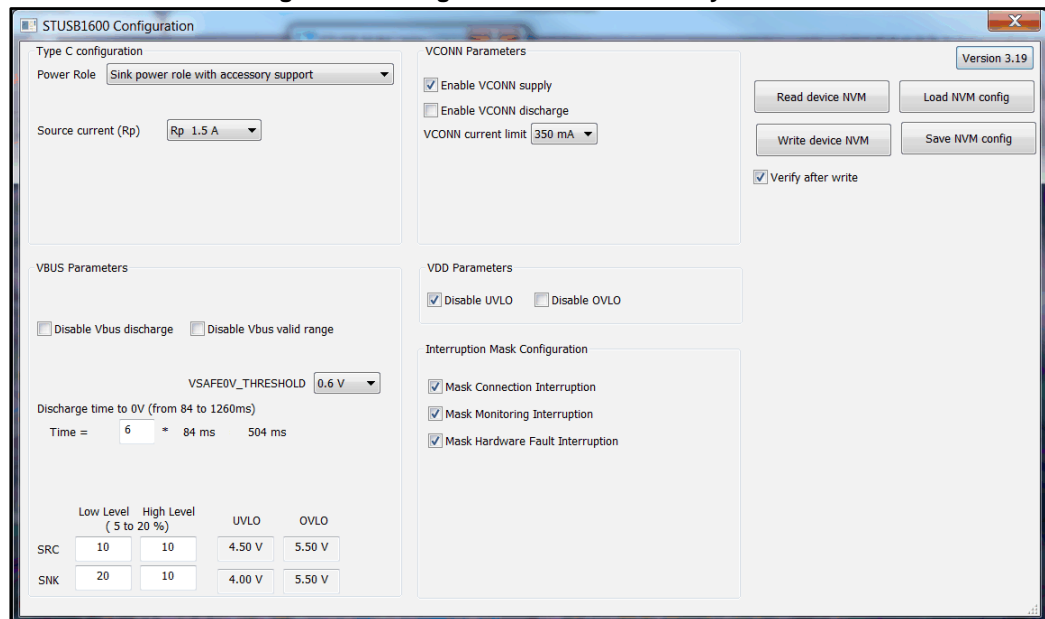 STUSB1600 Configuration
Type C configuration
Power Role Sink power role with accessory support
Source current (Rp) Rp 1.5 A
VCONN Parameters
Enable VCONN supply
Enable VCONN discharge
VCONN current limit 350 mA
Version 3.19
Read device NVM Load NVM config
Write device NVM Save NVM config
Verify after write
VBUS Parameters
Disable Vbus discharge Disable Vbus valid range
VSAFE0V_THRESHOLD 0.6 V
Discharge time to 0V (from 84 to 1260ms)
Time = 6 * 84 ms 504 ms
Low Level High Level UVLO OVLO
( 5 to 20 %)
SRC 10 10 4.50 V 5.50 V
SNK 20 10 4.00 V 5.50 V
VDD Parameters
Disable UVLO Disable OVLO
Interruption Mask Configuration
Mask Connection Interruption
Mask Monitoring Interruption
Mask Hardware Fault Interruption